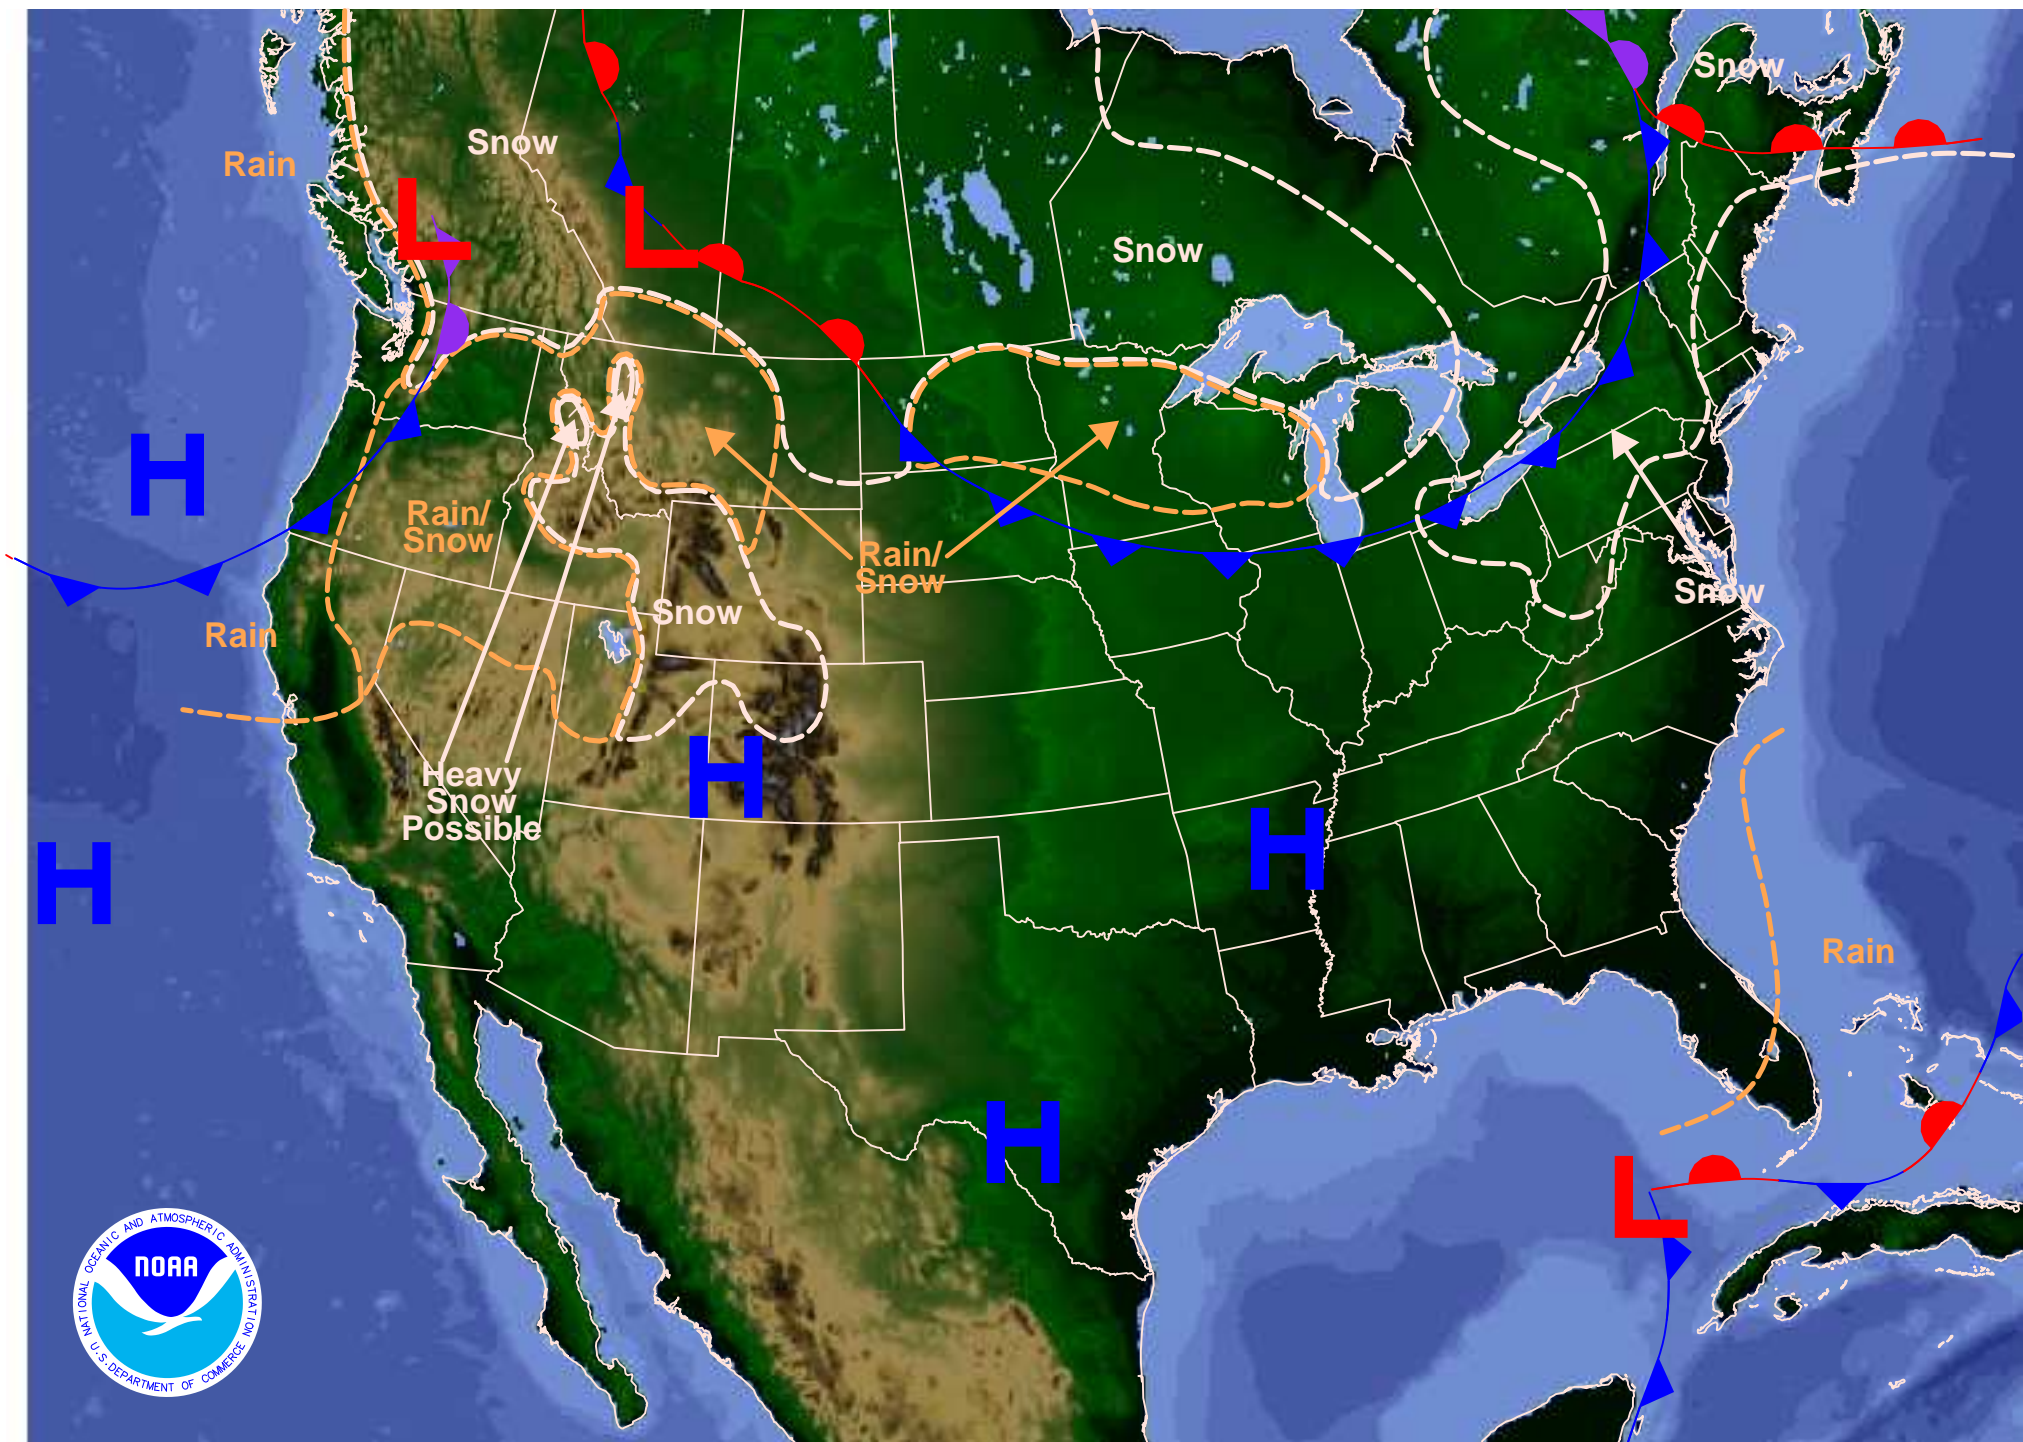 Snow
Snow
Rain
L
L
Snow
H
Rain/
Snow
Rain/
Snow
Snow
Snow
Rain
H
Heavy
Snow
Possible
H
H
Rain
H
L
NATIONAL OCEANIC AND ATMOSPHERIC ADMINISTRATION
NOAA
U.S. DEPARTMENT OF COMMERCE